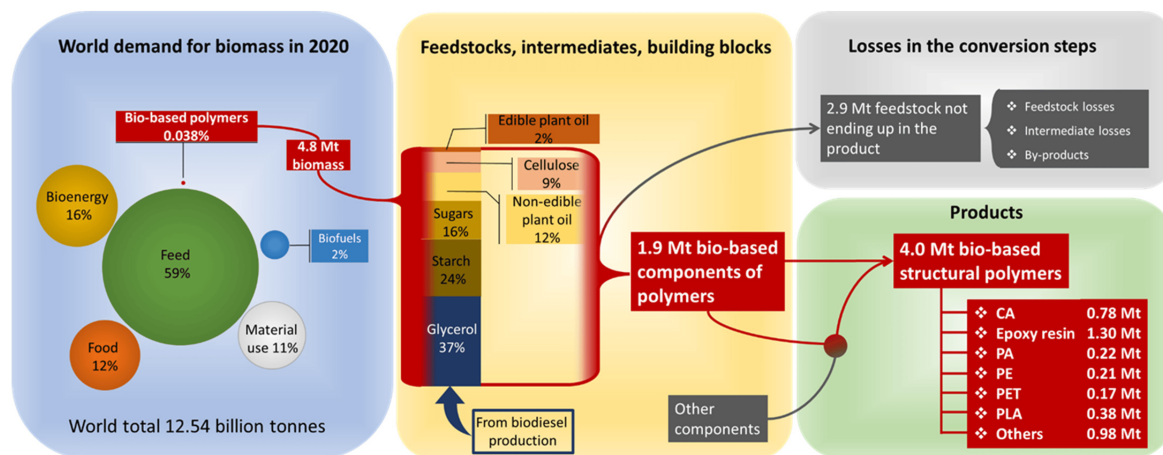 World demand for biomass in 2020
Bio-based polymers
0.038%
4.8 Mt
biomass
Bioenergy
16%
Feed
59%
Biofuels
2%
Food
12%
Material
use 11%
World total 12.54 billion tonnes
Feedstocks, intermediates, building blocks
Edible plant oil
2%
Cellulose
9%
Non-edible
plant oil
12%
Sugars
16%
Starch
24%
Glycerol
37%
From biodiesel
production
1.9 Mt bio-based
components of
polymers
Other
components
Losses in the conversion steps
2.9 Mt feedstock not
ending up in the
product
❖ Feedstock losses
❖ Intermediate losses
❖ By-products
Products
4.0 Mt bio-based
structural polymers
❖ CA 0.78 Mt
❖ Epoxy resin 1.30 Mt
❖ PA 0.22 Mt
❖ PE 0.21 Mt
❖ PET 0.17 Mt
❖ PLA 0.38 Mt
❖ Others 0.98 Mt